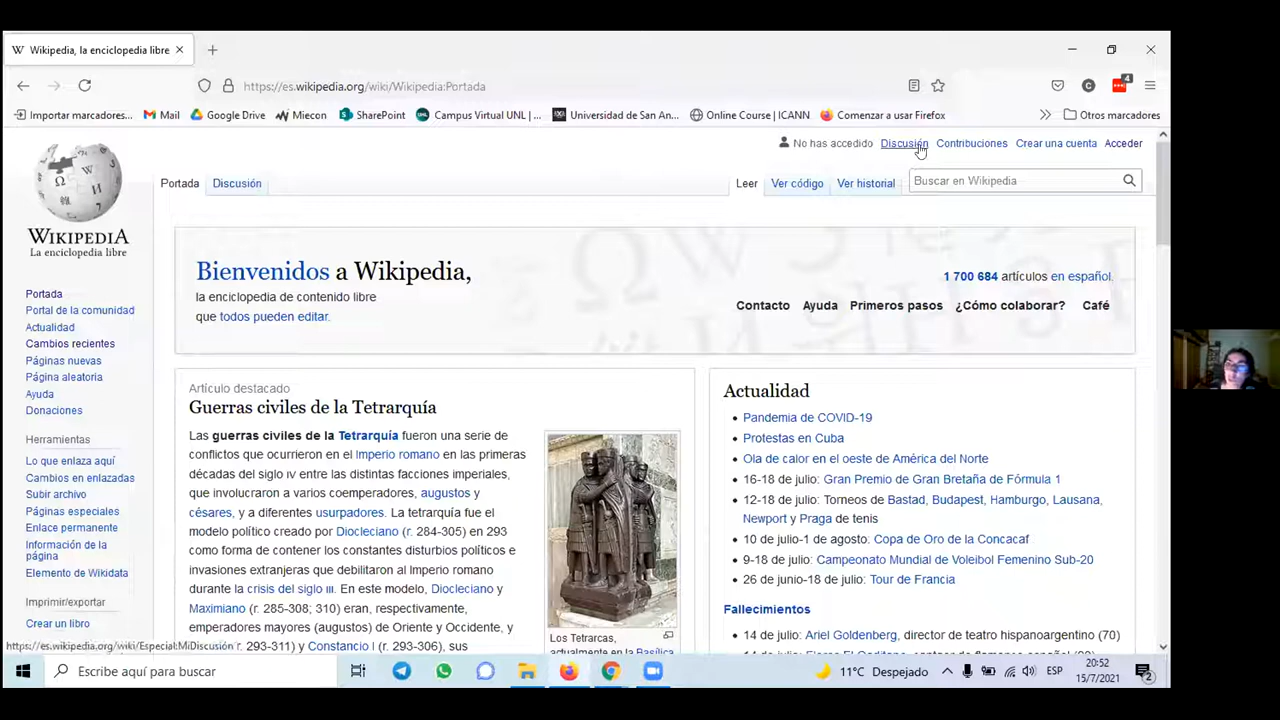 Wikipedia, la enciclopedia libre
https://es.wikipedia.org/wiki/Wikipedia:Portada
4
Importar marcadores... Mail Google Drive Miecon SharePoint Campus Virtual UNL |... Universidad de San An... Online Course | ICANN Comenzar a usar Firefox Otros marcadores
No has accedido Discusión Contribuciones Crear una cuenta Acceder
Portada Discusión Leer Ver código Ver historial Buscar en Wikipedia
WIKIPEDIA
La enciclopedia libre
Portada
Portal de la comunidad
Actualidad
Cambios recientes
Páginas nuevas
Página aleatoria
Ayuda
Donaciones
Herramientas
Lo que enlaza aquí
Cambios en enlazadas
Subir archivo
Páginas especiales
Enlace permanente
Información de la
página
Elemento de Wikidata
Imprimir/exportar
Crear un libro
https://es.wikipedia.org/wiki/Especial:MiDiscusión
Bienvenidos a Wikipedia,
la enciclopedia de contenido libre
que todos pueden editar.
1 700 684 artículos en español.
Contacto Ayuda Primeros pasos ¿Cómo colaborar? Café
Artículo destacado
Guerras civiles de la Tetrarquía
Las guerras civiles de la Tetrarquía fueron una serie de
conflictos que ocurrieron en el Imperio romano en las primeras
décadas del siglo IV entre las distintas facciones imperiales,
que involucraron a varios coemperadores, augustos y
césares, y a diferentes usurpadores. La tetrarquía fue el
modelo político creado por Diocleciano (r. 284-305) en 293
como forma de contener los constantes disturbios políticos e
invasiones extranjeras que debilitaron al Imperio romano
durante la crisis del siglo III. En este modelo, Diocleciano y
Maximiano (r. 285-308; 310) eran, respectivamente,
emperadores mayores (augustos) de Oriente y Occidente, y
(r. 293-311) y Constancio I (r. 293-306), sus
Los Tetrarcas,
actualmente en la Basílica
Actualidad
Pandemia de COVID-19
Protestas en Cuba
Ola de calor en el oeste de América del Norte
16-18 de julio: Gran Premio de Gran Bretaña de Fórmula 1
12-18 de julio: Torneos de Bastad, Budapest, Hamburgo, Lausana,
Newport y Praga de tenis
10 de julio-1 de agosto: Copa de Oro de la Concacaf
9-18 de julio: Campeonato Mundial de Voleibol Femenino Sub-20
26 de junio-18 de julio: Tour de Francia
Fallecimientos
14 de julio: Ariel Goldenberg, director de teatro hispanoargentino (70)
Escribe aquí para buscar
11°C Despejado ESP
20:52
15/7/2021
2